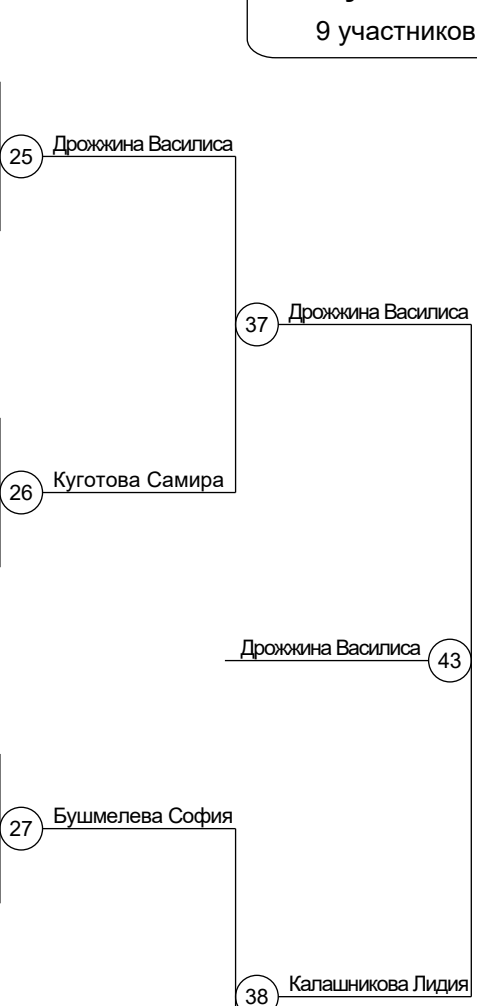 9 участников
Дрожжина Василиса
25
Дрожжина Василиса
37
Куготова Самира
26
Дрожжина Василиса
43
Бушмелева София
27
Калашникова Лидия
38